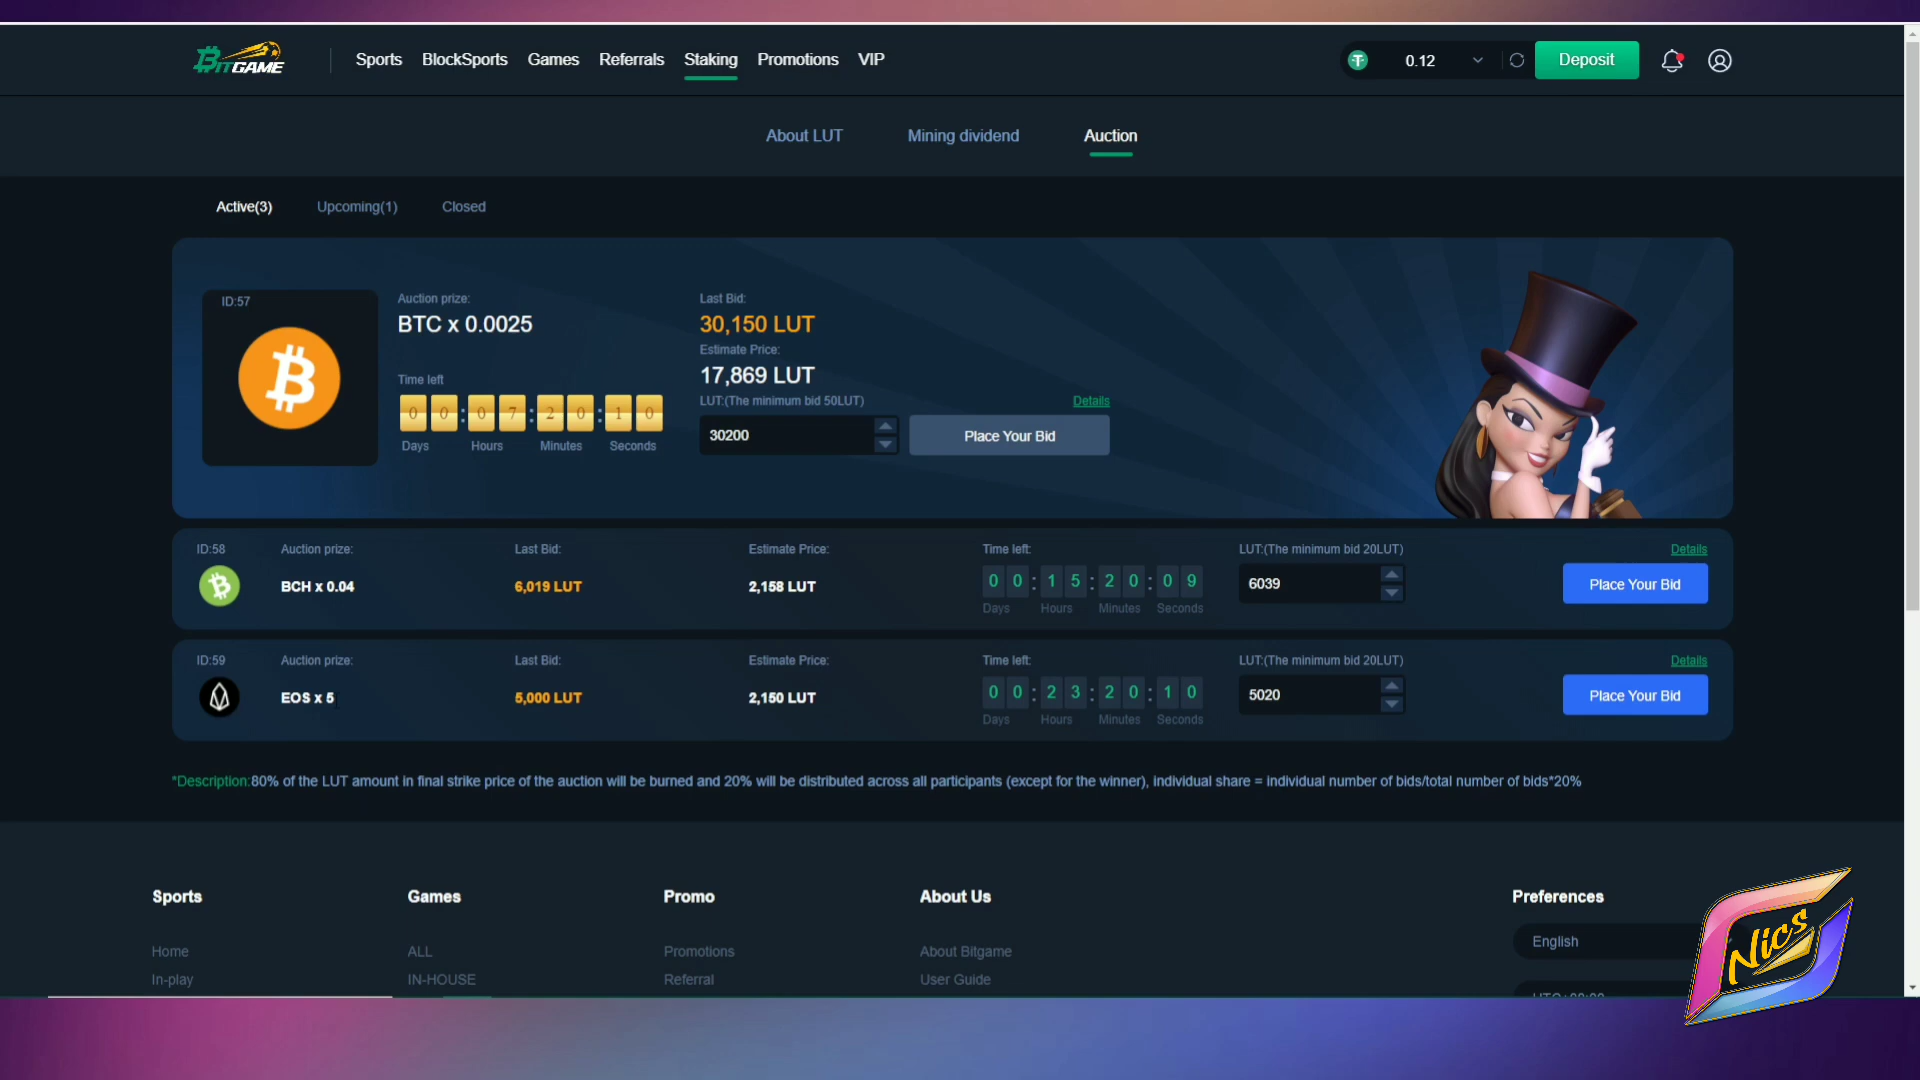 BITGAME
Sports BlockSports Games Referrals Staking Promotions VIP
0.12 Deposit
About LUT Mining dividend Auction
Active(3) Upcoming(1) Closed
ID:57
Auction prize:
BTC x 0.0025
Time left
0 0 : 0 7 : 2 0 : 1 0
Days Hours Minutes Seconds
Last Bid:
30,150 LUT
Estimate Price:
17,869 LUT
LUT:(The minimum bid 50LUT) Details
30200 Place Your Bid
ID:58 Auction prize: Last Bid: Estimate Price: Time left: LUT:(The minimum bid 20LUT) Details
BCH x 0.04 6,019 LUT 2,158 LUT 0 0 : 1 5 : 2 0 : 0 9 6039 Place Your Bid
Days Hours Minutes Seconds
ID:59 Auction prize: Last Bid: Estimate Price: Time left: LUT:(The minimum bid 20LUT) Details
EOS x 5 5,000 LUT 2,150 LUT 0 0 : 2 3 : 2 0 : 1 0 5020 Place Your Bid
Days Hours Minutes Seconds
*Description:80% of the LUT amount in final strike price of the auction will be burned and 20% will be distributed across all participants (except for the winner), individual share = individual number of bids/total number of bids*20%
Sports Games Promo About Us Preferences
Home ALL Promotions About Bitgame English
In-play IN-HOUSE Referral User Guide
Nics